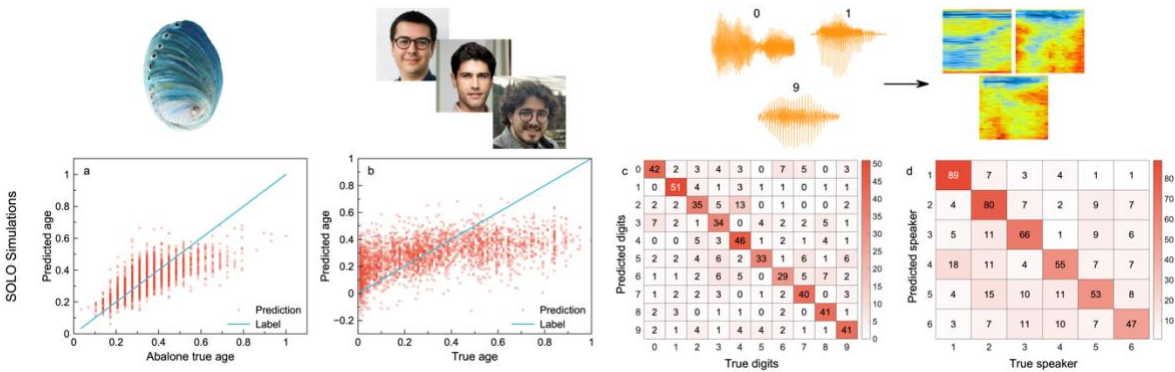 0
1
9
SOLO Simulations
a
Predicted age
1
0.8
0.6
0.4
0.2
0
Prediction
Label
0 0.2 0.4 0.6 0.8 1
Abalone true age
b
Predicted age
1
0.8
0.6
0.4
0.2
0
−0.2
Prediction
Label
0 0.2 0.4 0.6 0.8 1
True age
c
Predicted digits
0 42 2 3 4 3 0 7 5 0 3
1 0 51 4 1 3 1 1 0 1 0
2 2 2 35 5 13 0 1 0 1 1
3 7 2 1 34 0 4 2 2 5 1
4 0 0 5 3 46 1 2 1 4 1
5 2 2 4 6 2 33 1 6 2 2
6 1 2 2 6 6 2 29 5 7 2
7 1 2 2 3 0 1 2 40 0 3
8 2 3 0 1 1 0 2 0 41 1
9 2 1 4 1 4 4 2 0 1 41
0 1 2 3 4 5 6 7 8 9
True digits
50
45
40
35
30
25
20
15
10
5
0
d
Predicted speaker
1 89 7 3 4 1 1
2 4 80 7 2 9 7
3 5 11 66 1 9 6
4 18 11 4 55 7 7
5 4 15 10 11 53 8
6 3 7 11 10 7 47
1 2 3 4 5 6
True speaker
80
70
60
50
40
30
20
10